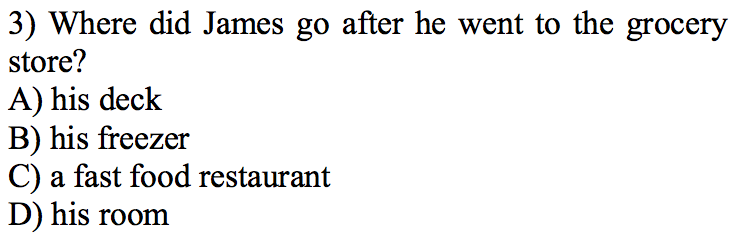 3) Where did James go after he went to the grocery
store?
A) his deck
B) his freezer
C) a fast food restaurant
D) his room